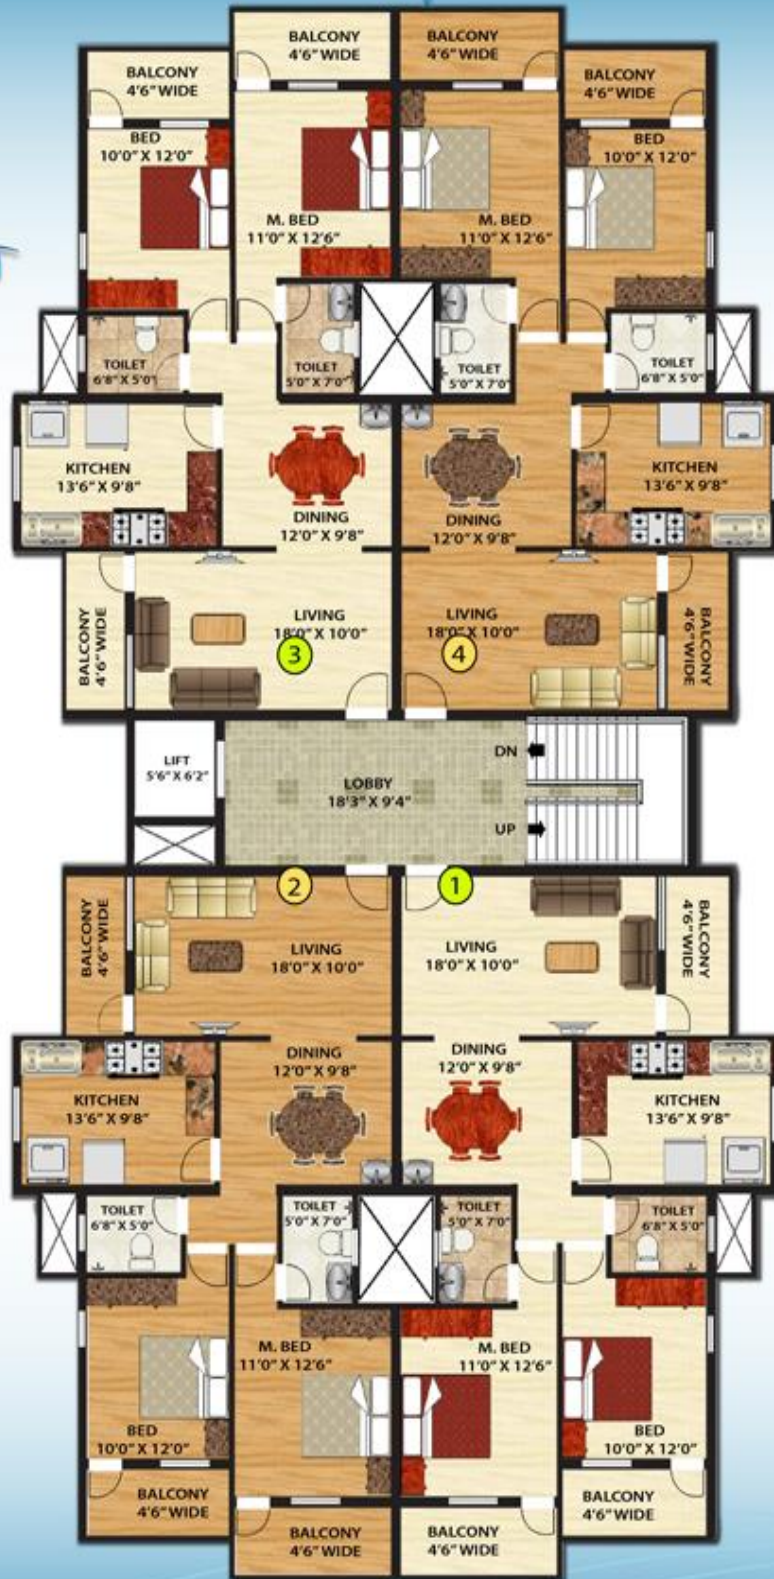 BALCONY
4'6" WIDE
BALCONY
4'6" WIDE
BALCONY
4'6" WIDE
BALCONY
4'6" WIDE
BED
10'0" X 12'0"
M. BED
11'0" X 12'6"
M. BED
11'0" X 12'6"
BED
10'0" X 12'0"
TOILET
6'8" X 5'0"
TOILET
5'0" X 7'0"
TOILET
5'0" X 7'0"
TOILET
6'8" X 5'0"
KITCHEN
13'6" X 9'8"
DINING
12'0" X 9'8"
DINING
12'0" X 9'8"
KITCHEN
13'6" X 9'8"
BALCONY
4'6" WIDE
LIVING
18'0" X 10'0"
3
LIVING
18'0" X 10'0"
4
BALCONY
4'6" WIDE
LIFT
5'6" X 6'2"
LOBBY
18'3" X 9'4"
DN
UP
2
1
BALCONY
4'6" WIDE
LIVING
18'0" X 10'0"
LIVING
18'0" X 10'0"
BALCONY
4'6" WIDE
KITCHEN
13'6" X 9'8"
DINING
12'0" X 9'8"
DINING
12'0" X 9'8"
KITCHEN
13'6" X 9'8"
TOILET
6'8" X 5'0"
TOILET
5'0" X 7'0"
TOILET
5'0" X 7'0"
TOILET
6'8" X 5'0"
BED
10'0" X 12'0"
M. BED
11'0" X 12'6"
M. BED
11'0" X 12'6"
BED
10'0" X 12'0"
BALCONY
4'6" WIDE
BALCONY
4'6" WIDE
BALCONY
4'6" WIDE
BALCONY
4'6" WIDE